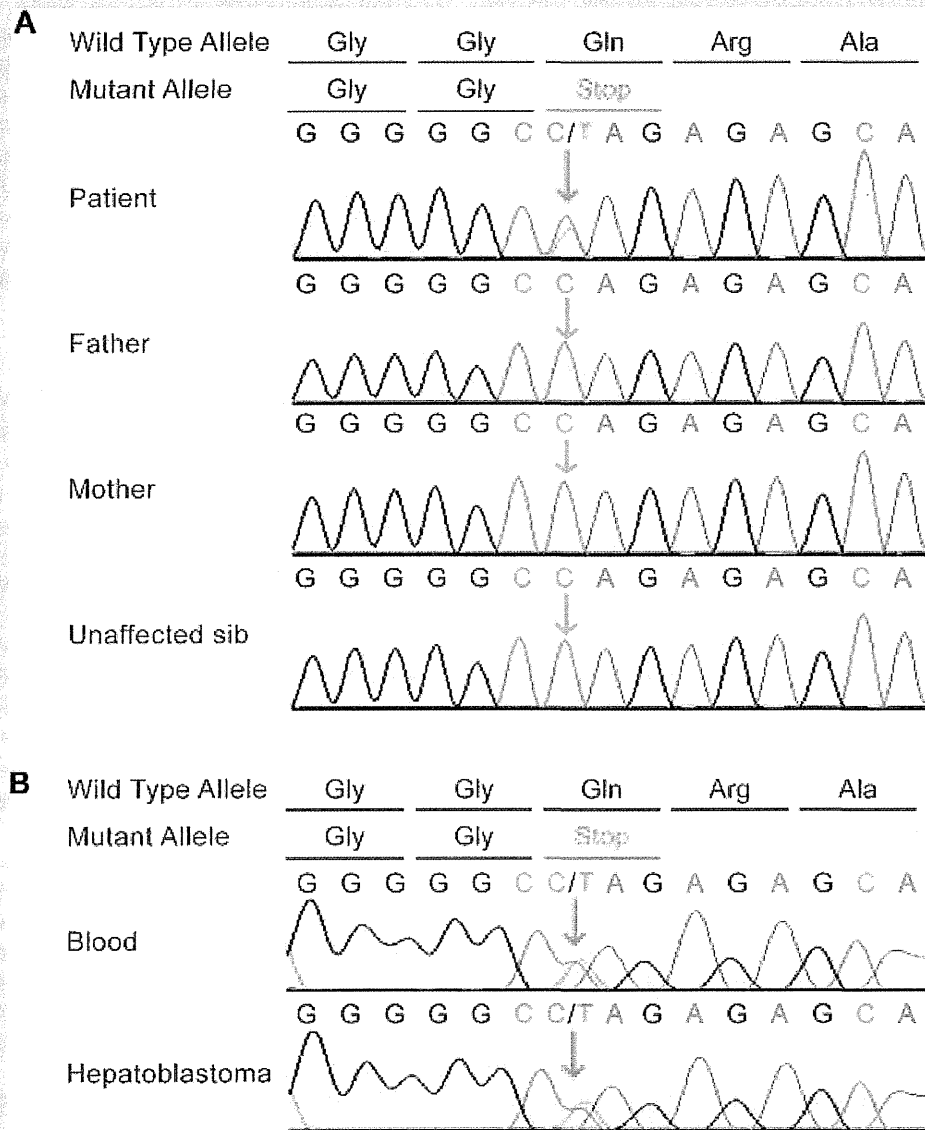 A
Wild Type Allele Gly Gly Gln Arg Ala
Mutant Allele Gly Gly Stop
G G G G G C C/T A G A G A G C A
Patient
G G G G G C C A G A G A G C A
Father
G G G G G C C A G A G A G C A
Mother
G G G G G C C A G A G A G C A
Unaffected sib
B
Wild Type Allele Gly Gly Gln Arg Ala
Mutant Allele Gly Gly Stop
G G G G G C C/T A G A G A G C A
Blood
G G G G G C C/T A G A G A G C A
Hepatoblastoma